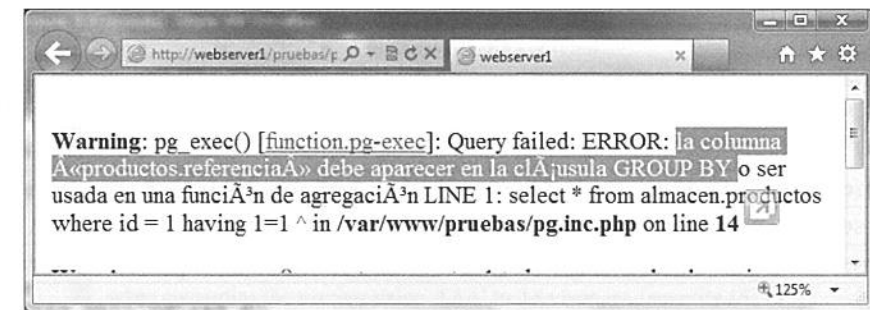 http://webserver1/pruebas/p
webserver1
Warning: pg_exec() [function.pg-exec]: Query failed: ERROR: la columna
Â«productos.referenciaÂ» debe aparecer en la clÃ¡usula GROUP BY o ser
usada en una funciÃ³n de agregaciÃ³n LINE 1: select * from almacen.productos
where id = 1 having 1=1 ^ in /var/www/pruebas/pg.inc.php on line 14
125%